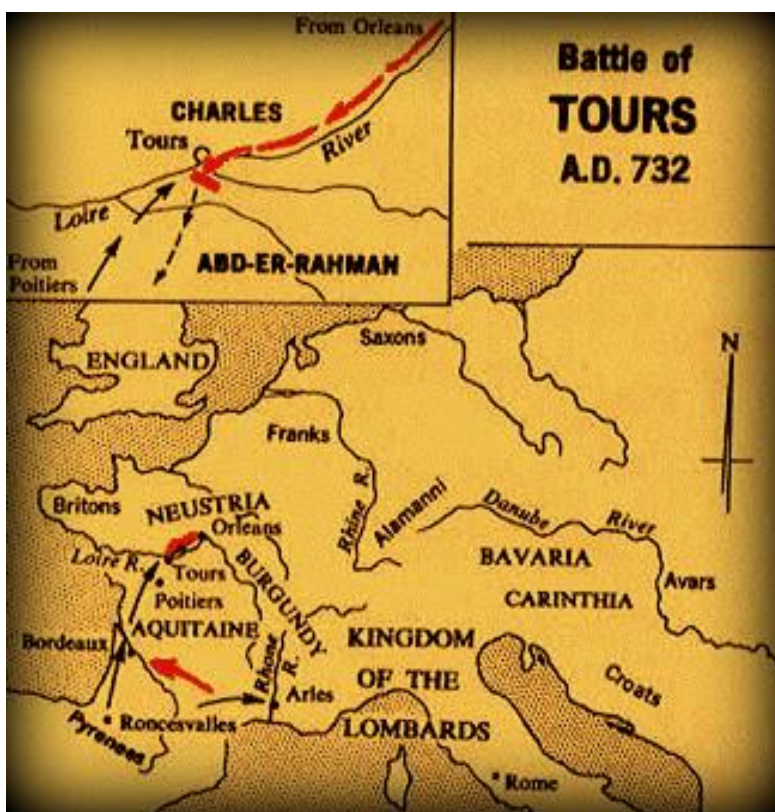 From Orleans
Battle of
TOURS
A.D. 732
CHARLES
Tours
River
Loire
From
Poitiers
ABD-ER-RAHMAN
ENGLAND
Saxons
N
Franks
Rhine R.
Alamanni
Britons
NEUSTRIA
Orleans
Danube River
Loire R.
Tours
BURGUNDY
BAVARIA
Avars
Poitiers
CARINTHIA
AQUITAINE
Bordeaux
KINGDOM
OF THE
LOMBARDS
Rhone
R.
Croats
Arles
Roncesvalles
Pyrenees
Rome